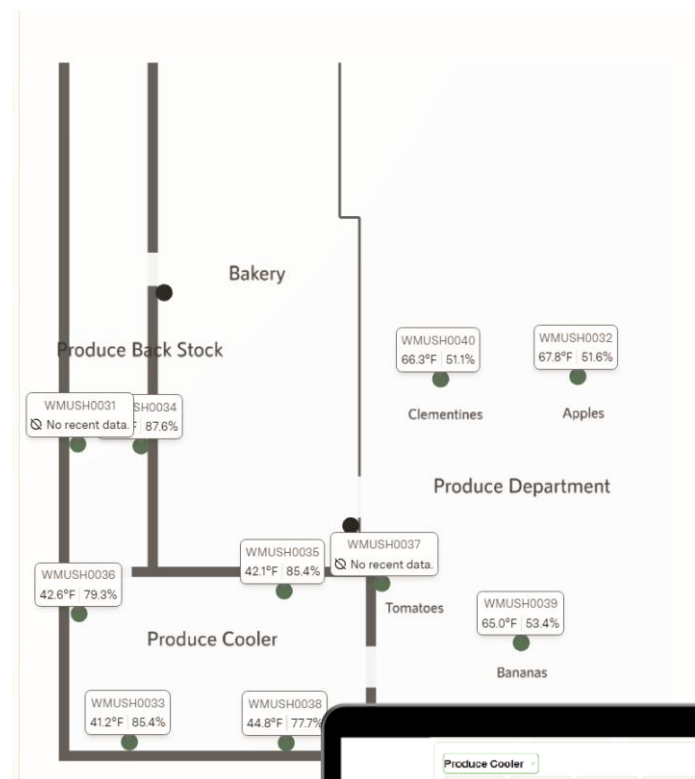 Bakery
Produce Back Stock
WMUSH0040
66.3°F 51.1%
WMUSH0032
67.8°F 51.6%
Clementines
Apples
WMUSH0031
No recent data.
SH0034
F 87.6%
Produce Department
WMUSH0035
42.1°F 85.4%
WMUSH0037
No recent data.
WMUSH0036
42.6°F 79.3%
Tomatoes
WMUSH0039
65.0°F 53.4%
Produce Cooler
Bananas
WMUSH0033
41.2°F 85.4%
WMUSH0038
44.8°F 77.7%
Produce Cooler